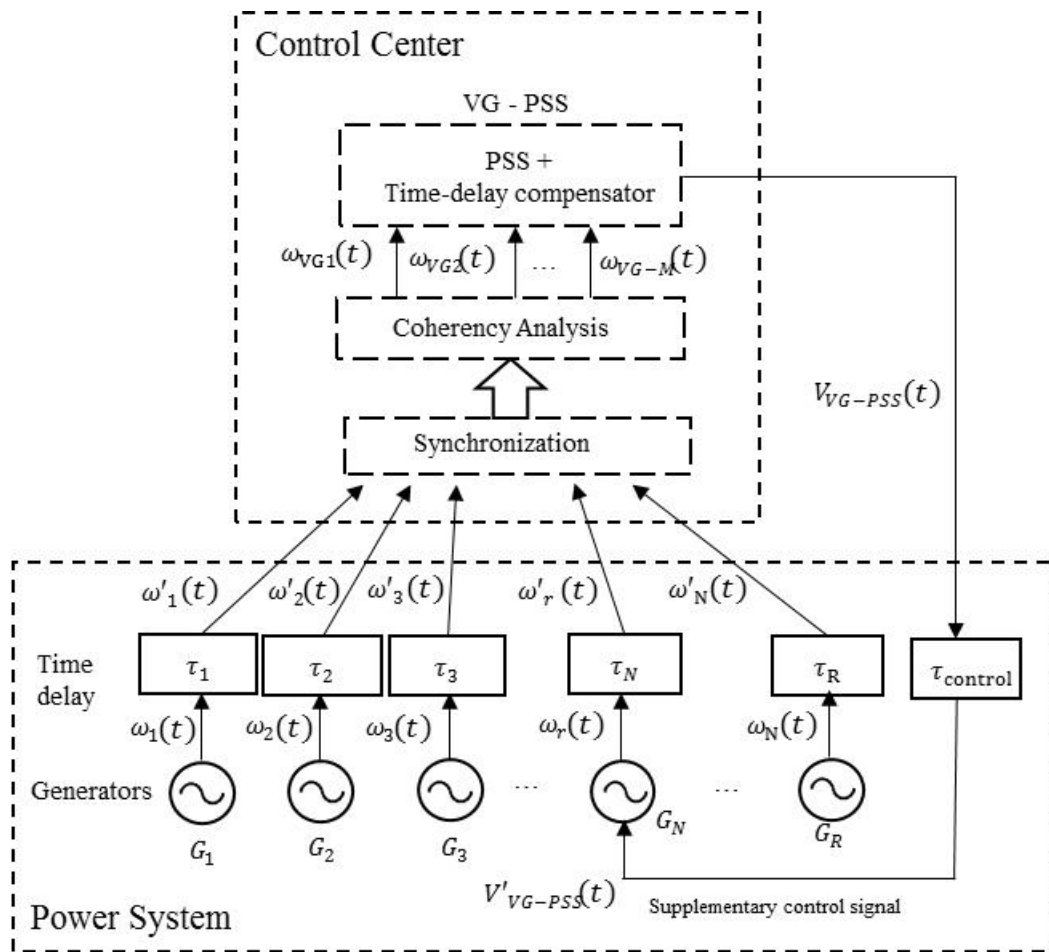 Control Center
VG - PSS
PSS +
Time-delay compensator
ω_VG1(t) ω_VG2(t) ... ω_VG−M(t)
Coherency Analysis
V_VG−PSS(t)
Synchronization
ω'_1(t) ω'_2(t) ω'_3(t) ω'_r(t) ω'_N(t)
Time
delay
τ_1 τ_2 τ_3 τ_N τ_R τ_control
ω_1(t) ω_2(t) ω_3(t) ω_r(t) ω_N(t)
Generators
... ...
G_1 G_2 G_3 G_N G_R
V'_VG−PSS(t) Supplementary control signal
Power System